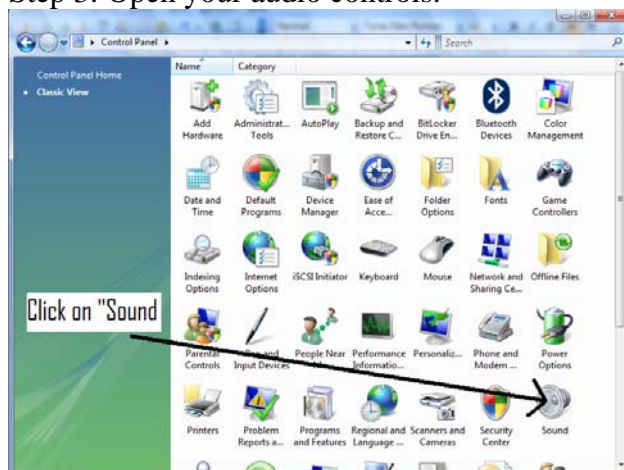 Step 3: Open your audio controls.
Control Panel
Search
Control Panel Home
Classic View
Name Category
Add Hardware
Administrat... Tools
AutoPlay
Backup and Restore C...
BitLocker Drive En...
Bluetooth Devices
Color Management
Date and Time
Default Programs
Device Manager
Ease of Acce...
Folder Options
Fonts
Game Controllers
Indexing Options
Internet Options
iSCSI Initiator
Keyboard
Mouse
Network and Sharing Ce...
Offline Files
Click on "Sound
Parental Controls
Pen and Input Devices
People Near
Performance Informatio...
Personaliz...
Phone and Modem ...
Power Options
Printers
Problem Reports a...
Programs and Features
Regional and Language ...
Scanners and Cameras
Security Center
Sound